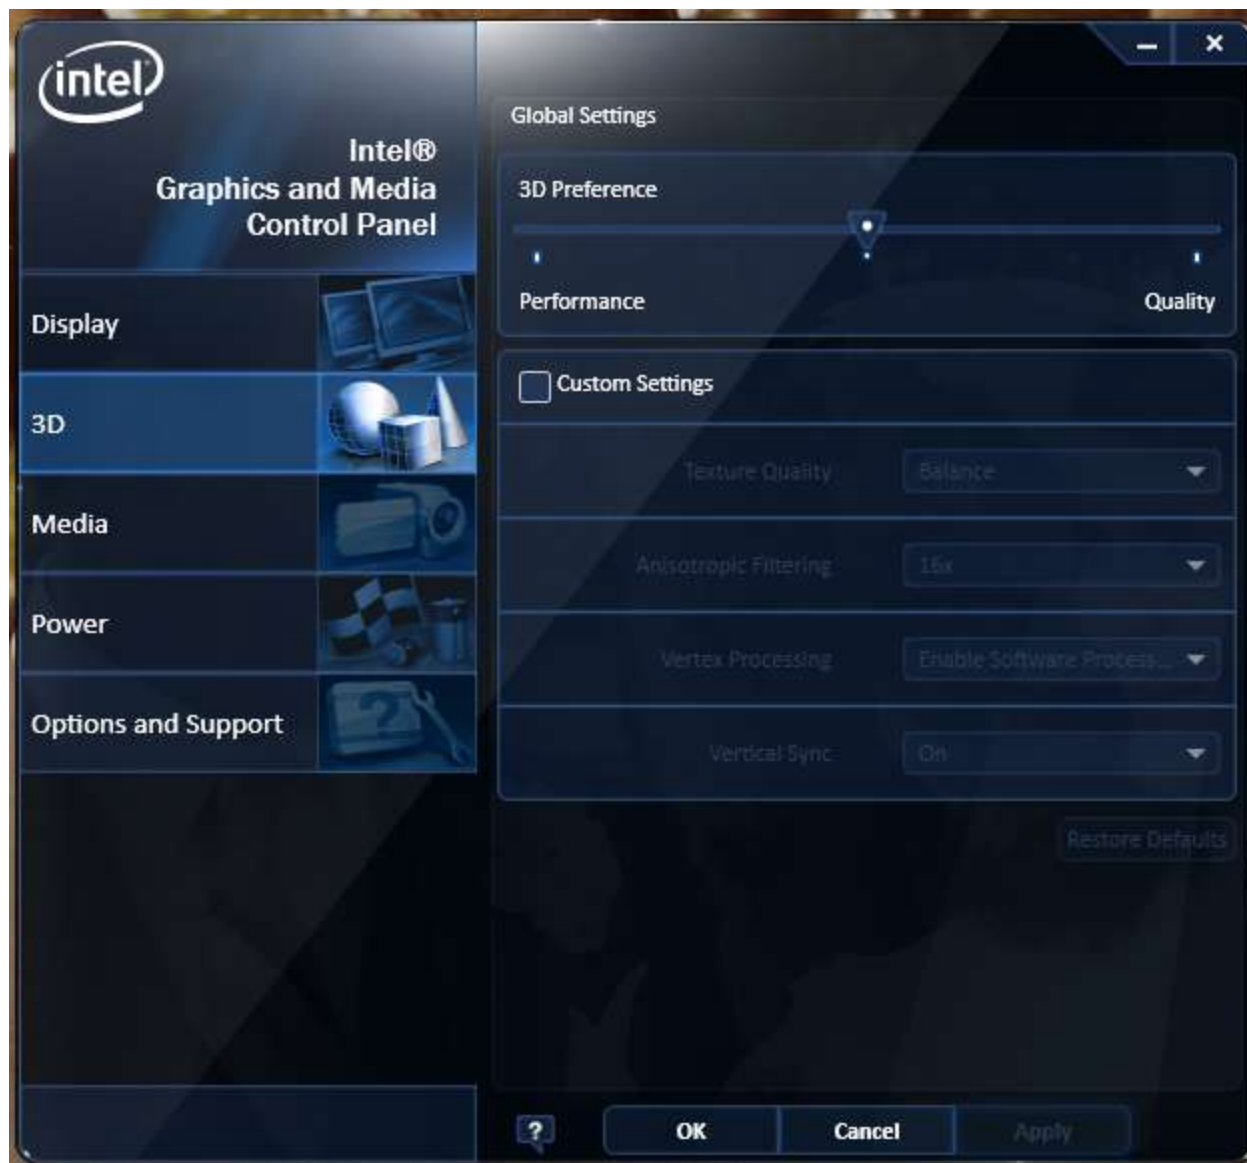 intel
Intel®
Graphics and Media
Control Panel
Display
3D
Media
Power
Options and Support
Global Settings
3D Preference
Performance
Quality
Custom Settings
Texture Quality
Balance
Anisotropic Filtering
16x
Vertex Processing
Enable Software Process...
Vertical Sync
On
Restore Defaults
?
OK
Cancel
Apply